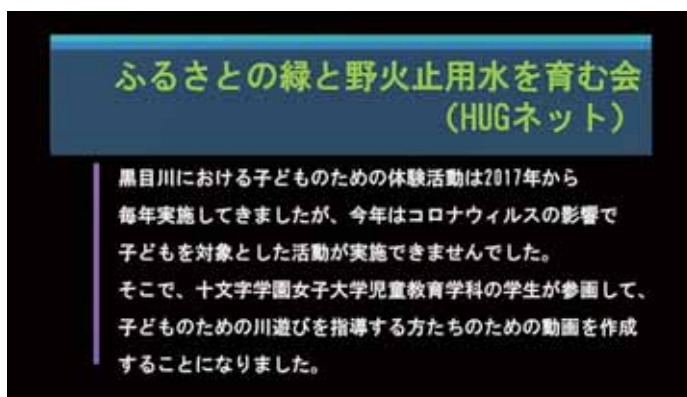 ふるさとの緑と野火止用水を育む会
（HUGネット）
黒目川における子どものための体験活動は2017年から
毎年実施してきましたが、今年はコロナウィルスの影響で
子どもを対象とした活動が実施できませんでした。
そこで、十文字学園女子大学児童教育学科の学生が参画して、
子どものための川遊びを指導する方たちのための動画を作成
することになりました。